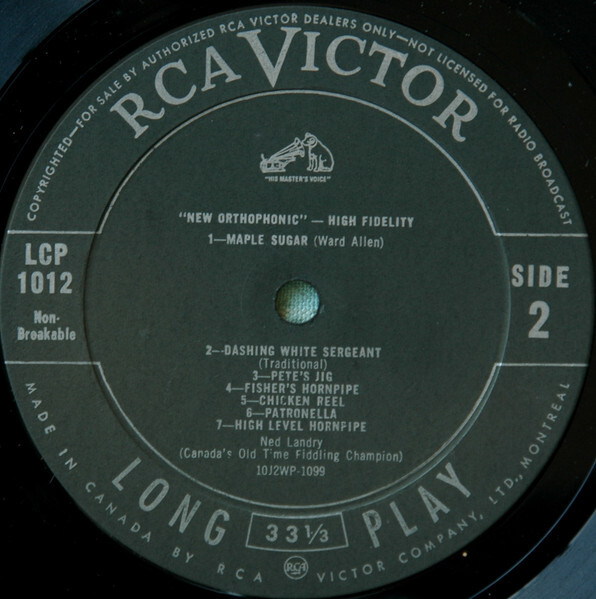 COPYRIGHTED—FOR SALE BY AUTHORIZED RCA VICTOR DEALERS ONLY—NOT LICENSED FOR RADIO BROADCAST
RCA VICTOR
"HIS MASTER'S VOICE"
"NEW ORTHOPHONIC" — HIGH FIDELITY
1—MAPLE SUGAR (Ward Allen)
LCP
1012
Non-
Breakable
SIDE
2
2—DASHING WHITE SERGEANT
(Traditional)
3—PETE'S JIG
4—FISHER'S HORNPIPE
5—CHICKEN REEL
6—PATRONELLA
7—HIGH LEVEL HORNPIPE
Ned Landry
(Canada's Old Time Fiddling Champion)
10J2WP-1099
LONG 33 1/3 PLAY
MADE IN CANADA BY RCA RCA VICTOR COMPANY, LTD., MONTREAL